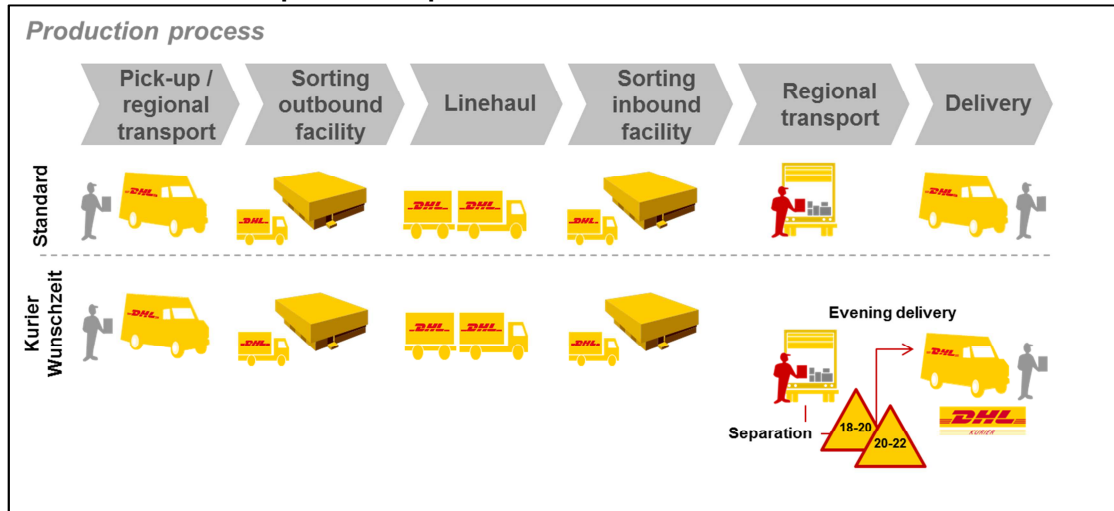 Production process
Pick-up /
regional
transport
Sorting
outbound
facility
Linehaul
Sorting
inbound
facility
Regional
transport
Delivery
Standard
DHL
DHL
DHL DHL
DHL
DHL
Kurier
Wunschzeit
DHL
DHL
DHL DHL
DHL
Evening delivery
DHL
DHL
KURIER
Separation
18-20
20-22